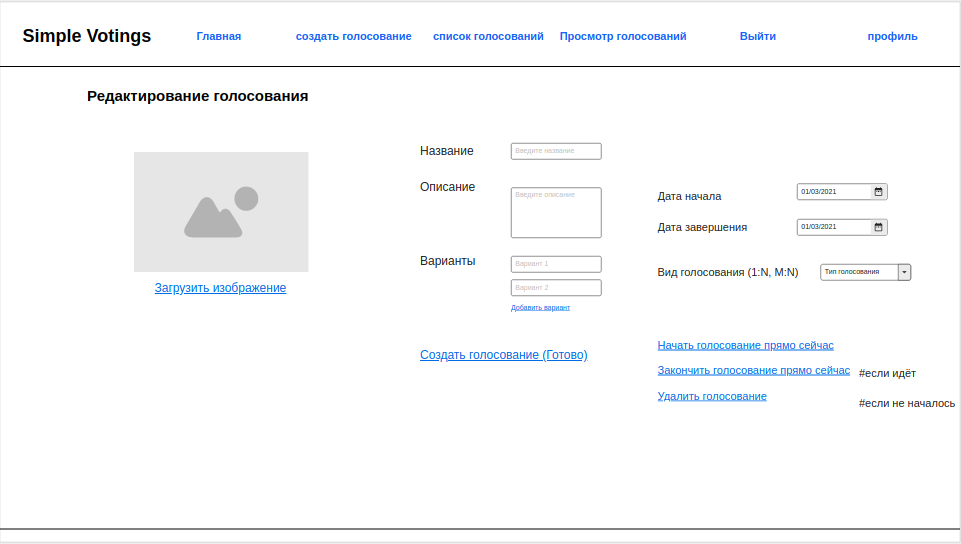 Simple Votings Главная создать голосование список голосований Просмотр голосований Выйти профиль
Редактирование голосования
Загрузить изображение
Название Введите название
Описание Введите описание
Варианты Вариант 1
Вариант 2
Добавить вариант
Создать голосование (Готово)
Дата начала 01/03/2021
Дата завершения 01/03/2021
Вид голосования (1:N, M:N) Тип голосования
Начать голосование прямо сейчас
Закончить голосование прямо сейчас #если идёт
Удалить голосование #если не началось